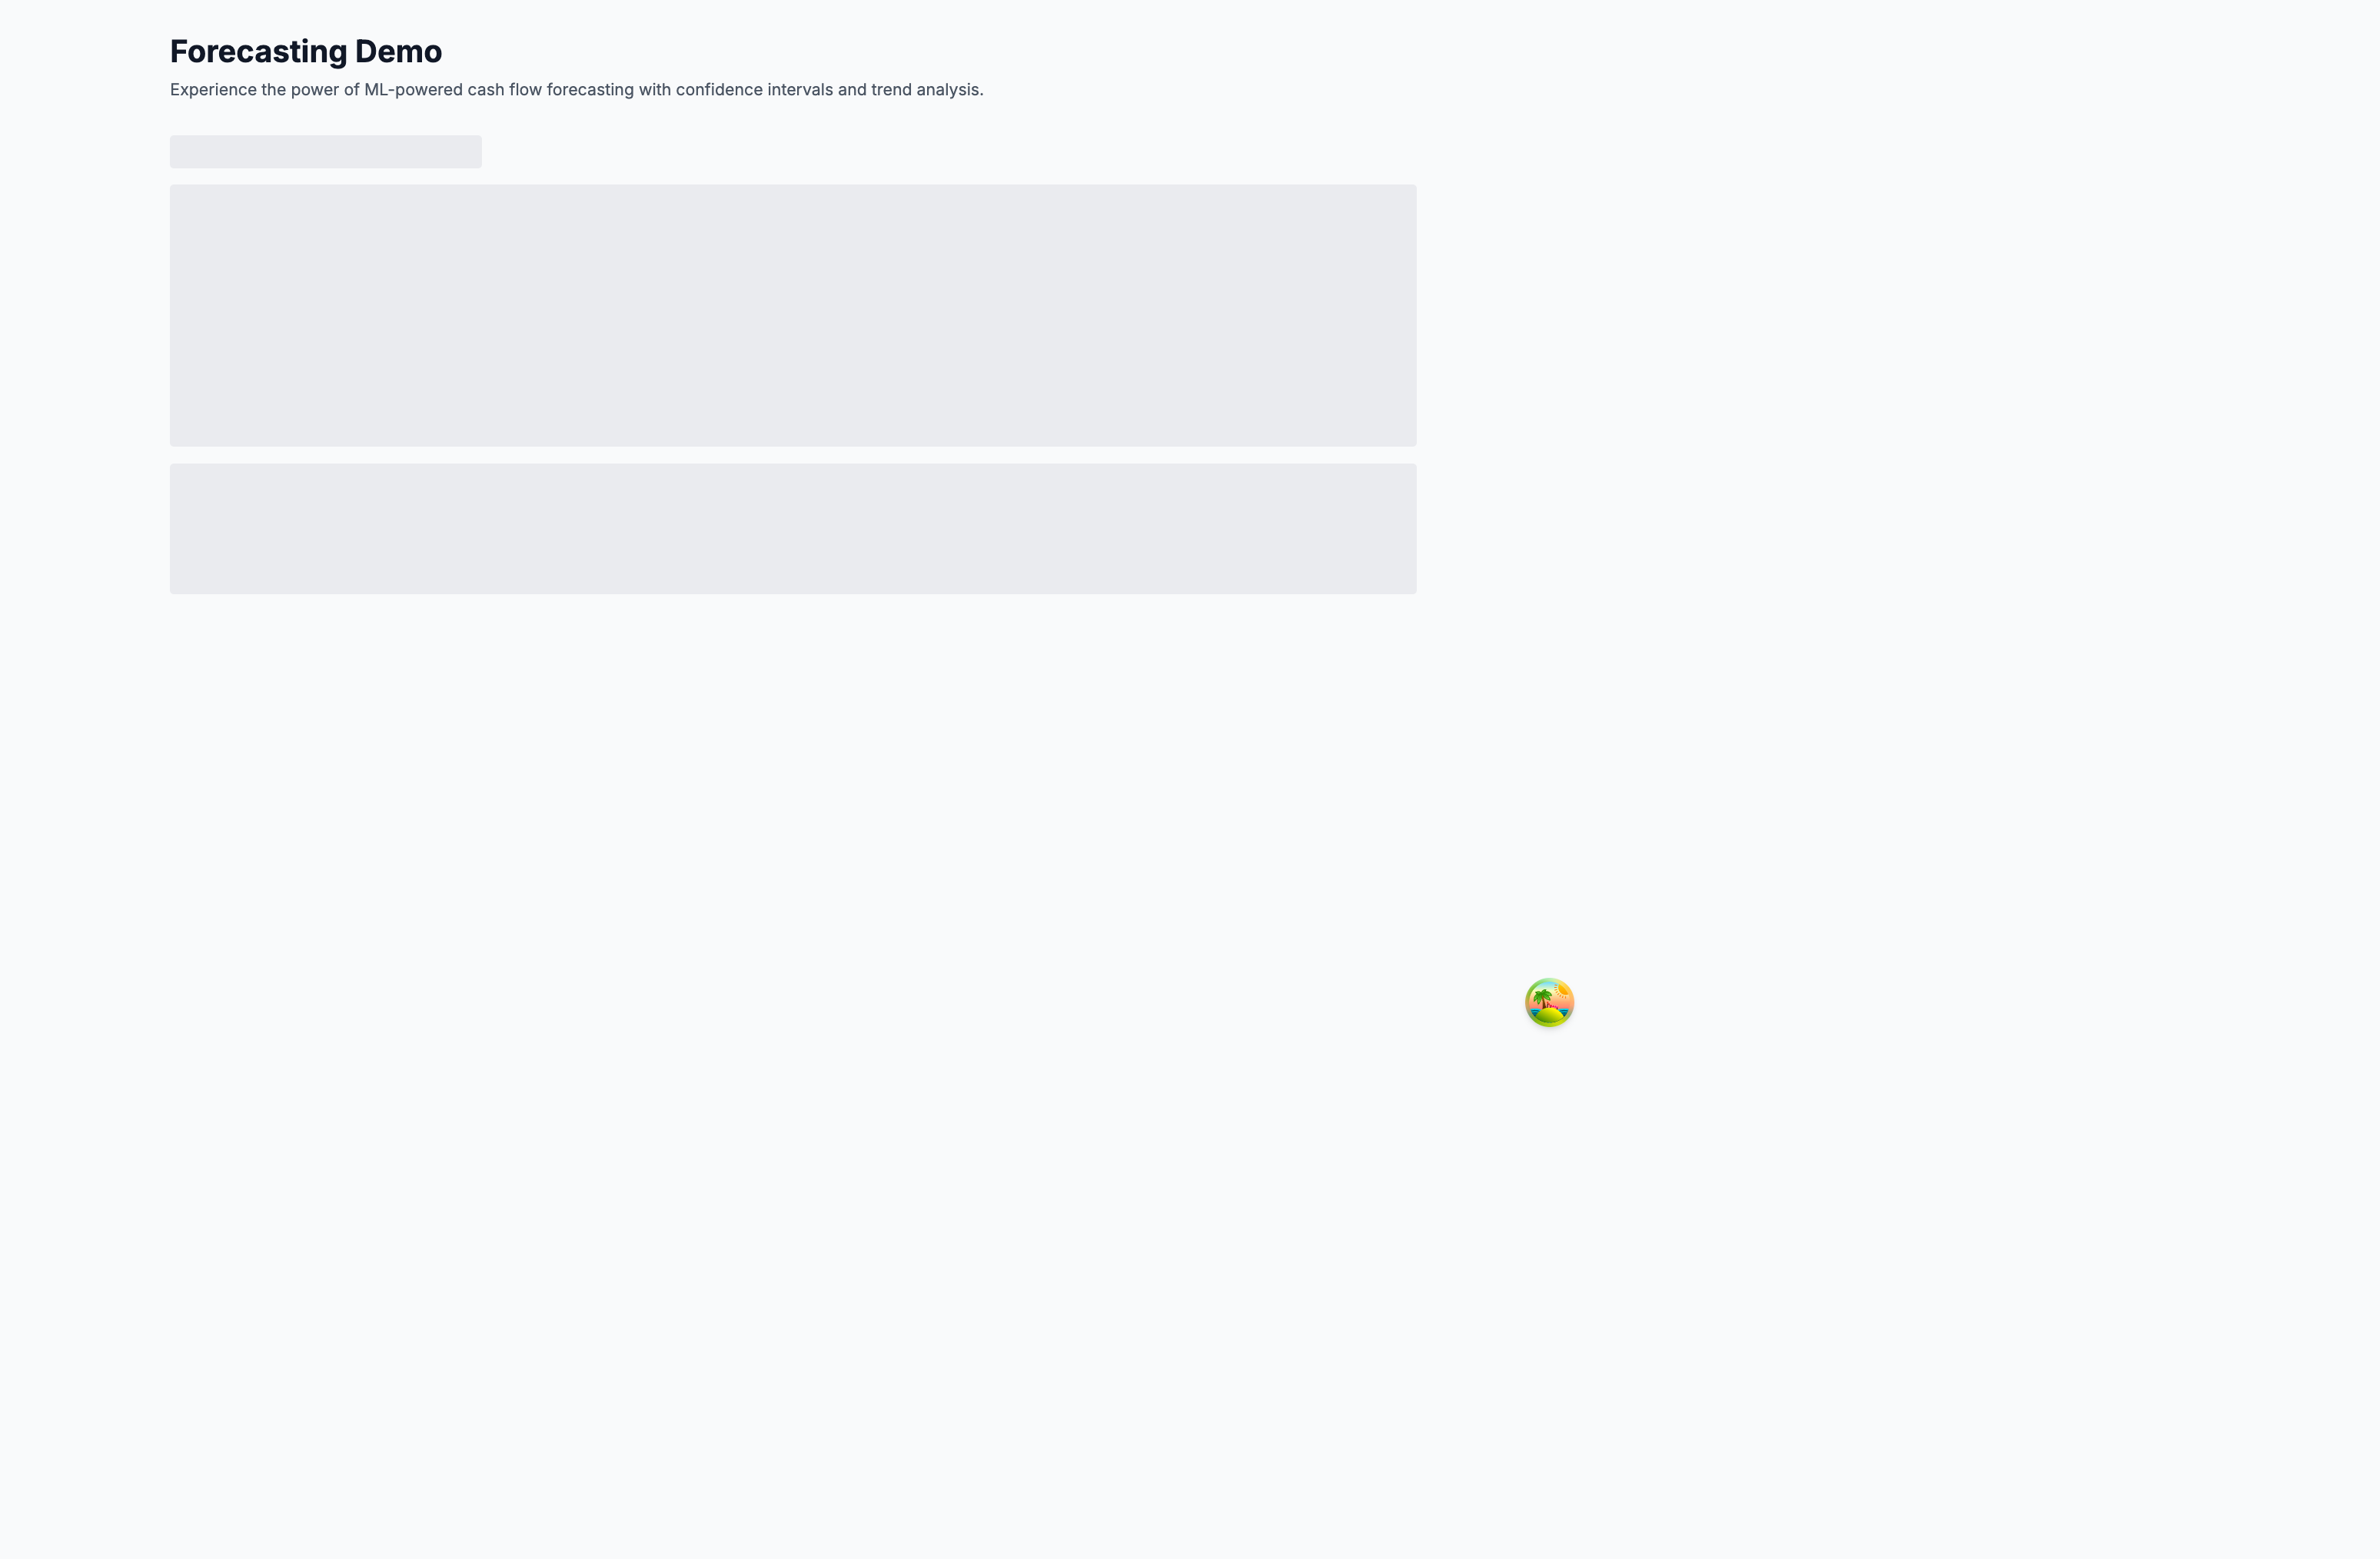 Forecasting Demo
Experience the power of ML-powered cash flow forecasting with confidence intervals and trend analysis.